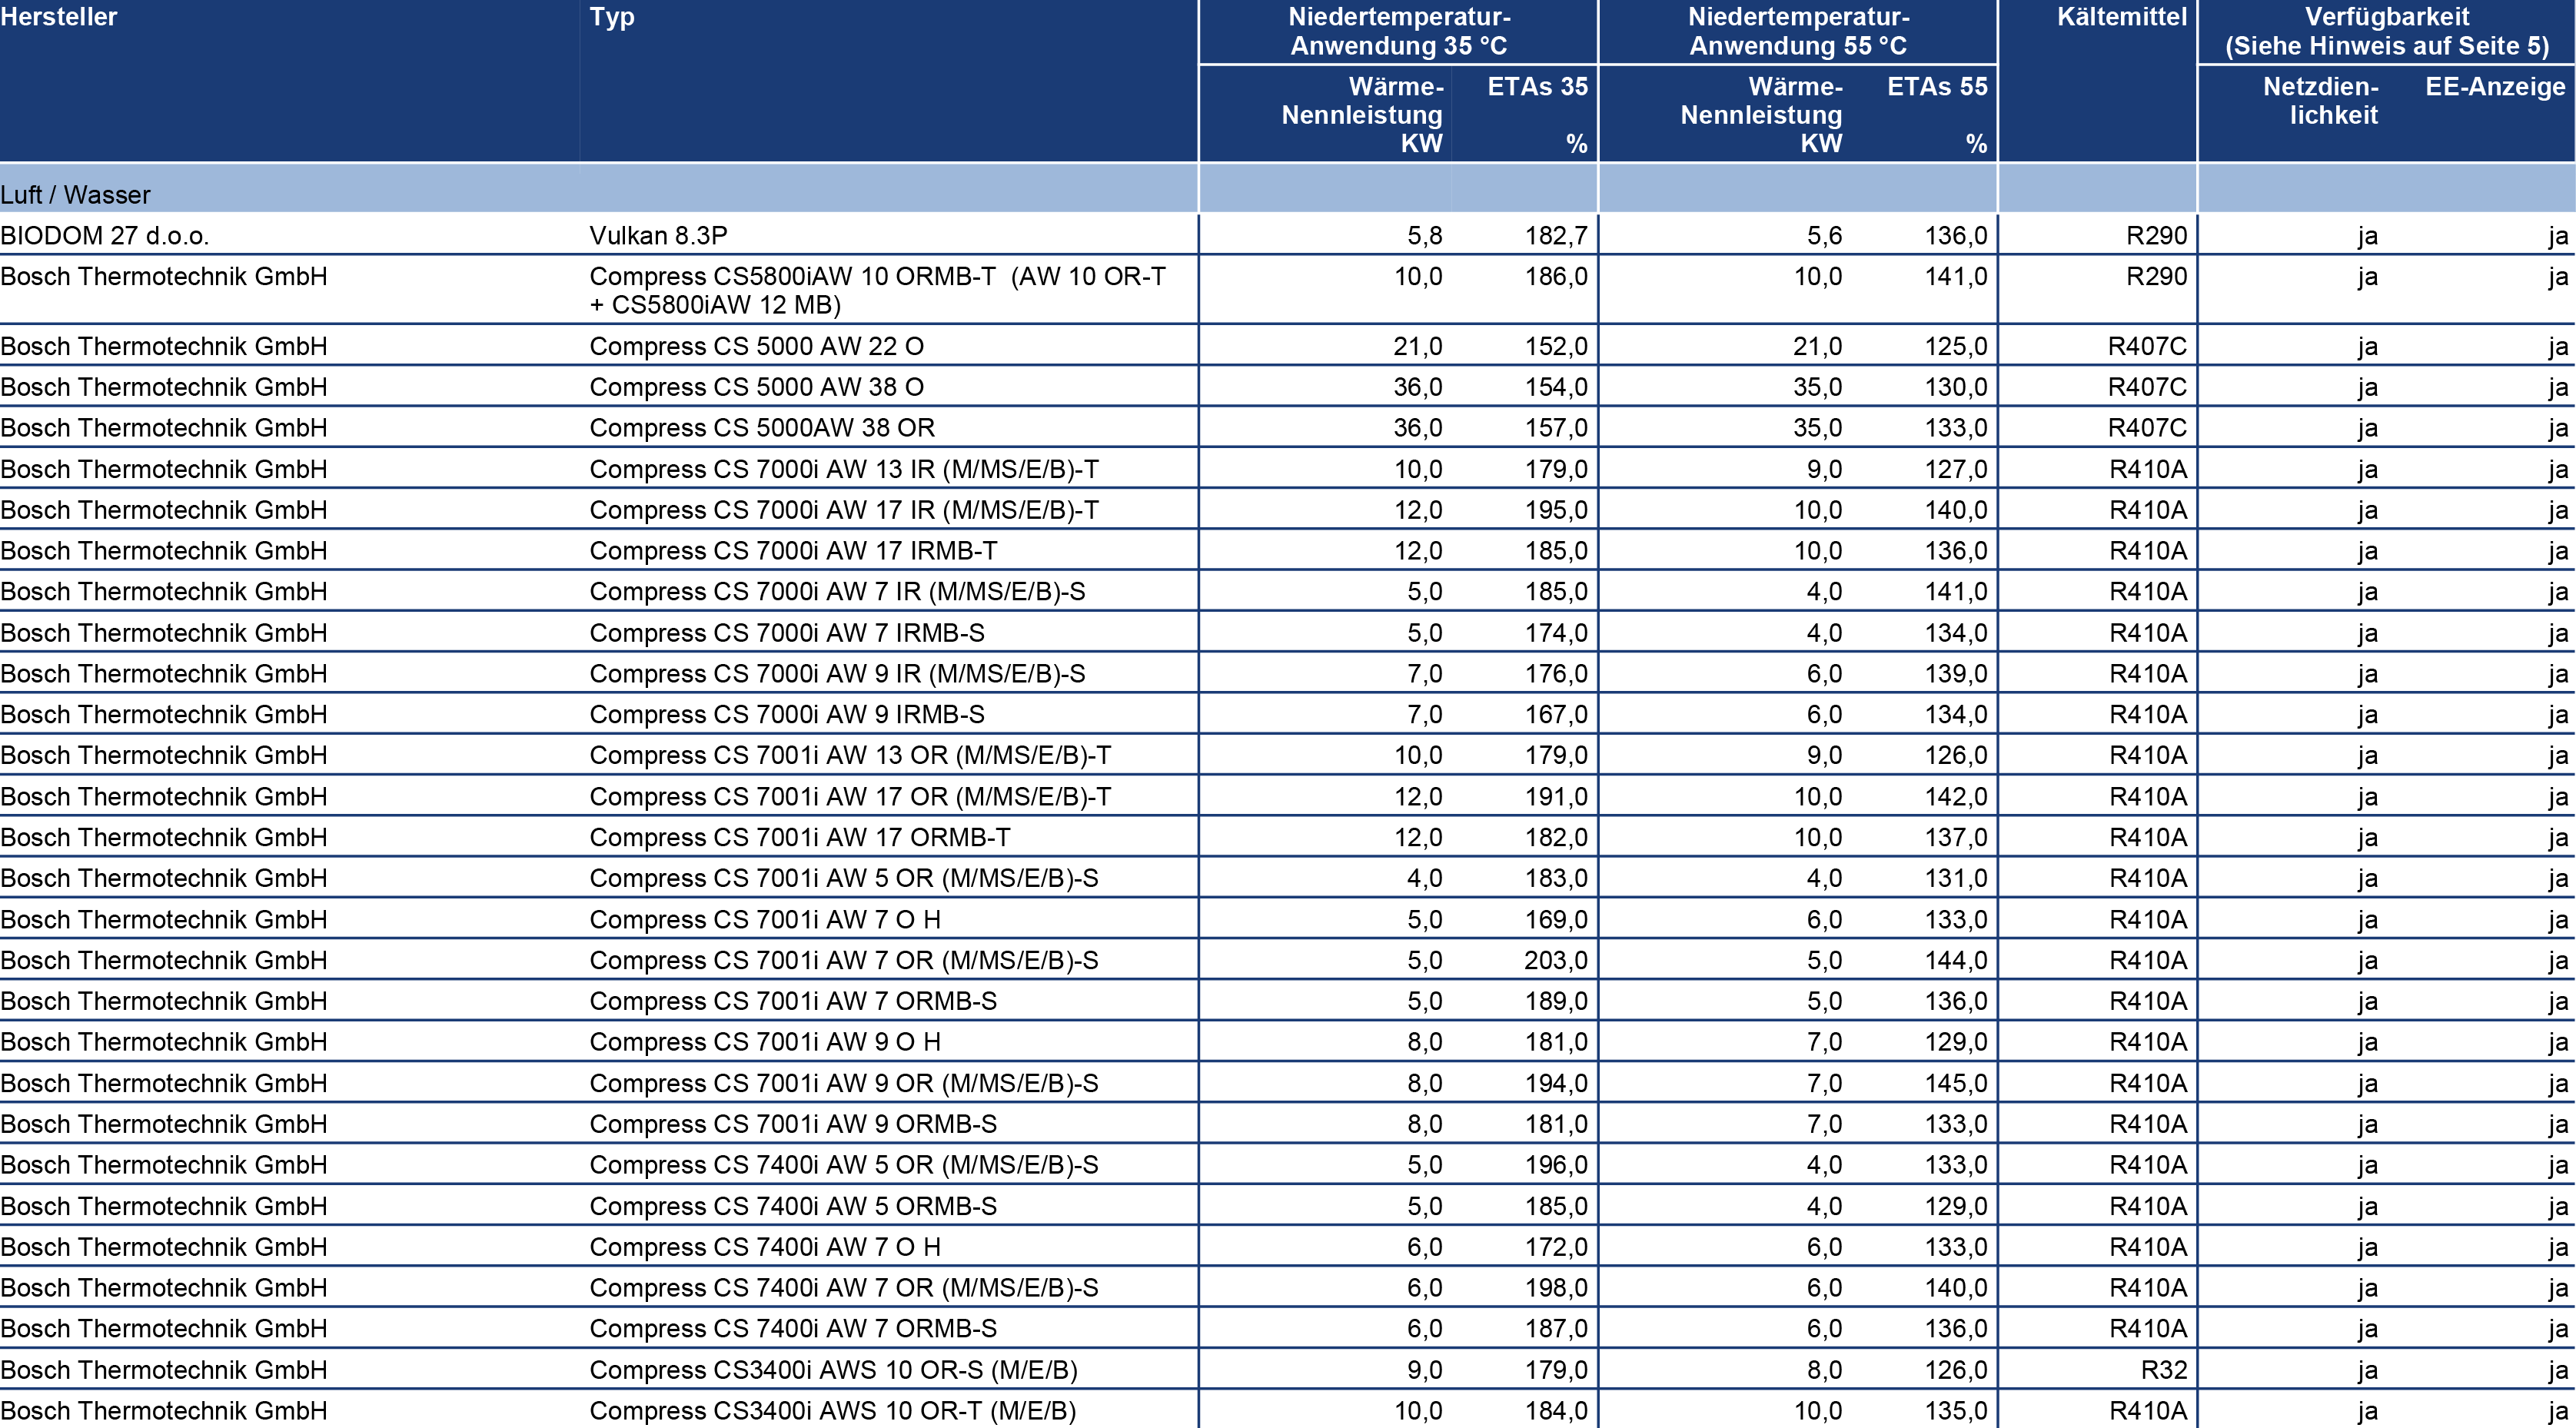 Hersteller Typ Niedertemperatur- Niedertemperatur- Kältemittel Verfügbarkeit
Anwendung 35 °C Anwendung 55 °C (Siehe Hinweis auf Seite 5)
Wärme- ETAs 35 Wärme- ETAs 55 Netzdien- EE-Anzeige
Nennleistung Nennleistung lichkeit
KW % KW %
Luft / Wasser
BIODOM 27 d.o.o. Vulkan 8.3P 5,8 182,7 5,6 136,0 R290 ja ja
Bosch Thermotechnik GmbH Compress CS5800iAW 10 ORMB-T (AW 10 OR-T 10,0 186,0 10,0 141,0 R290 ja ja
+ CS5800iAW 12 MB)
Bosch Thermotechnik GmbH Compress CS 5000 AW 22 O 21,0 152,0 21,0 125,0 R407C ja ja
Bosch Thermotechnik GmbH Compress CS 5000 AW 38 O 36,0 154,0 35,0 130,0 R407C ja ja
Bosch Thermotechnik GmbH Compress CS 5000AW 38 OR 36,0 157,0 35,0 133,0 R407C ja ja
Bosch Thermotechnik GmbH Compress CS 7000i AW 13 IR (M/MS/E/B)-T 10,0 179,0 9,0 127,0 R410A ja ja
Bosch Thermotechnik GmbH Compress CS 7000i AW 17 IR (M/MS/E/B)-T 12,0 195,0 10,0 140,0 R410A ja ja
Bosch Thermotechnik GmbH Compress CS 7000i AW 17 IRMB-T 12,0 185,0 10,0 136,0 R410A ja ja
Bosch Thermotechnik GmbH Compress CS 7000i AW 7 IR (M/MS/E/B)-S 5,0 185,0 4,0 141,0 R410A ja ja
Bosch Thermotechnik GmbH Compress CS 7000i AW 7 IRMB-S 5,0 174,0 4,0 134,0 R410A ja ja
Bosch Thermotechnik GmbH Compress CS 7000i AW 9 IR (M/MS/E/B)-S 7,0 176,0 6,0 139,0 R410A ja ja
Bosch Thermotechnik GmbH Compress CS 7000i AW 9 IRMB-S 7,0 167,0 6,0 134,0 R410A ja ja
Bosch Thermotechnik GmbH Compress CS 7001i AW 13 OR (M/MS/E/B)-T 10,0 179,0 9,0 126,0 R410A ja ja
Bosch Thermotechnik GmbH Compress CS 7001i AW 17 OR (M/MS/E/B)-T 12,0 191,0 10,0 142,0 R410A ja ja
Bosch Thermotechnik GmbH Compress CS 7001i AW 17 ORMB-T 12,0 182,0 10,0 137,0 R410A ja ja
Bosch Thermotechnik GmbH Compress CS 7001i AW 5 OR (M/MS/E/B)-S 4,0 183,0 4,0 131,0 R410A ja ja
Bosch Thermotechnik GmbH Compress CS 7001i AW 7 O H 5,0 169,0 6,0 133,0 R410A ja ja
Bosch Thermotechnik GmbH Compress CS 7001i AW 7 OR (M/MS/E/B)-S 5,0 203,0 5,0 144,0 R410A ja ja
Bosch Thermotechnik GmbH Compress CS 7001i AW 7 ORMB-S 5,0 189,0 5,0 136,0 R410A ja ja
Bosch Thermotechnik GmbH Compress CS 7001i AW 9 O H 8,0 181,0 7,0 129,0 R410A ja ja
Bosch Thermotechnik GmbH Compress CS 7001i AW 9 OR (M/MS/E/B)-S 8,0 194,0 7,0 145,0 R410A ja ja
Bosch Thermotechnik GmbH Compress CS 7001i AW 9 ORMB-S 8,0 181,0 7,0 133,0 R410A ja ja
Bosch Thermotechnik GmbH Compress CS 7400i AW 5 OR (M/MS/E/B)-S 5,0 196,0 4,0 133,0 R410A ja ja
Bosch Thermotechnik GmbH Compress CS 7400i AW 5 ORMB-S 5,0 185,0 4,0 129,0 R410A ja ja
Bosch Thermotechnik GmbH Compress CS 7400i AW 7 O H 6,0 172,0 6,0 133,0 R410A ja ja
Bosch Thermotechnik GmbH Compress CS 7400i AW 7 OR (M/MS/E/B)-S 6,0 198,0 6,0 140,0 R410A ja ja
Bosch Thermotechnik GmbH Compress CS 7400i AW 7 ORMB-S 6,0 187,0 6,0 136,0 R410A ja ja
Bosch Thermotechnik GmbH Compress CS3400i AWS 10 OR-S (M/E/B) 9,0 179,0 8,0 126,0 R32 ja ja
Bosch Thermotechnik GmbH Compress CS3400i AWS 10 OR-T (M/E/B) 10,0 184,0 10,0 135,0 R410A ja ja